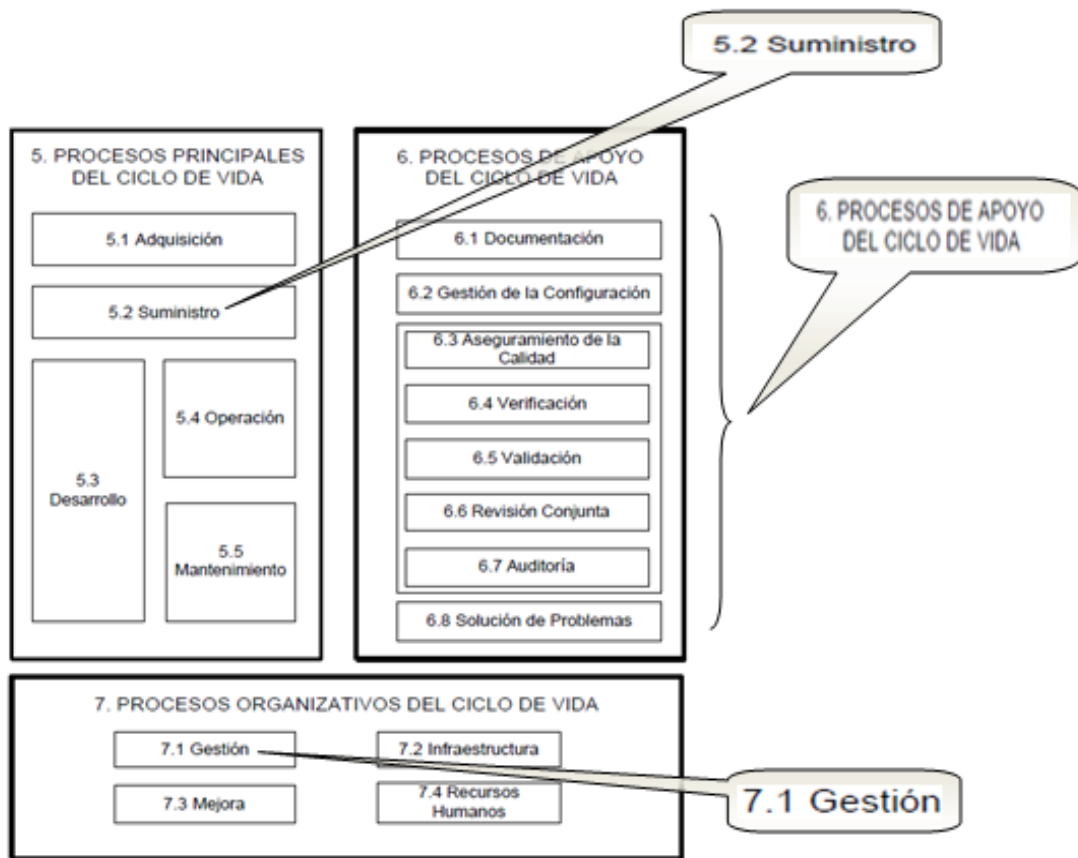 5.2 Suministro
5. PROCESOS PRINCIPALES
DEL CICLO DE VIDA
5.1 Adquisición
5.2 Suministro
5.3
Desarrollo
5.4 Operación
5.5
Mantenimiento
6. PROCESOS DE APOYO
DEL CICLO DE VIDA
6.1 Documentación
6.2 Gestión de la Configuración
6.3 Aseguramiento de la
Calidad
6.4 Verificación
6.5 Validación
6.6 Revisión Conjunta
6.7 Auditoría
6.8 Solución de Problemas
6. PROCESOS DE APOYO
DEL CICLO DE VIDA
7. PROCESOS ORGANIZATIVOS DEL CICLO DE VIDA
7.1 Gestión
7.2 Infraestructura
7.3 Mejora
7.4 Recursos
Humanos
7.1 Gestión